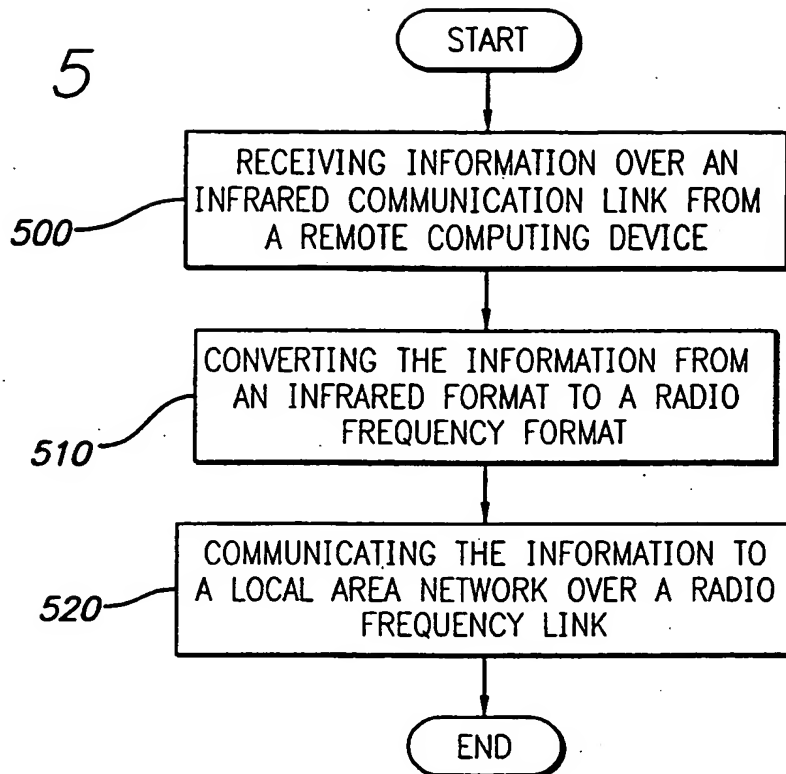 5
START
RECEIVING INFORMATION OVER AN
INFRARED COMMUNICATION LINK FROM
A REMOTE COMPUTING DEVICE
500
CONVERTING THE INFORMATION FROM
AN INFRARED FORMAT TO A RADIO
FREQUENCY FORMAT
510
COMMUNICATING THE INFORMATION TO
A LOCAL AREA NETWORK OVER A RADIO
FREQUENCY LINK
520
END